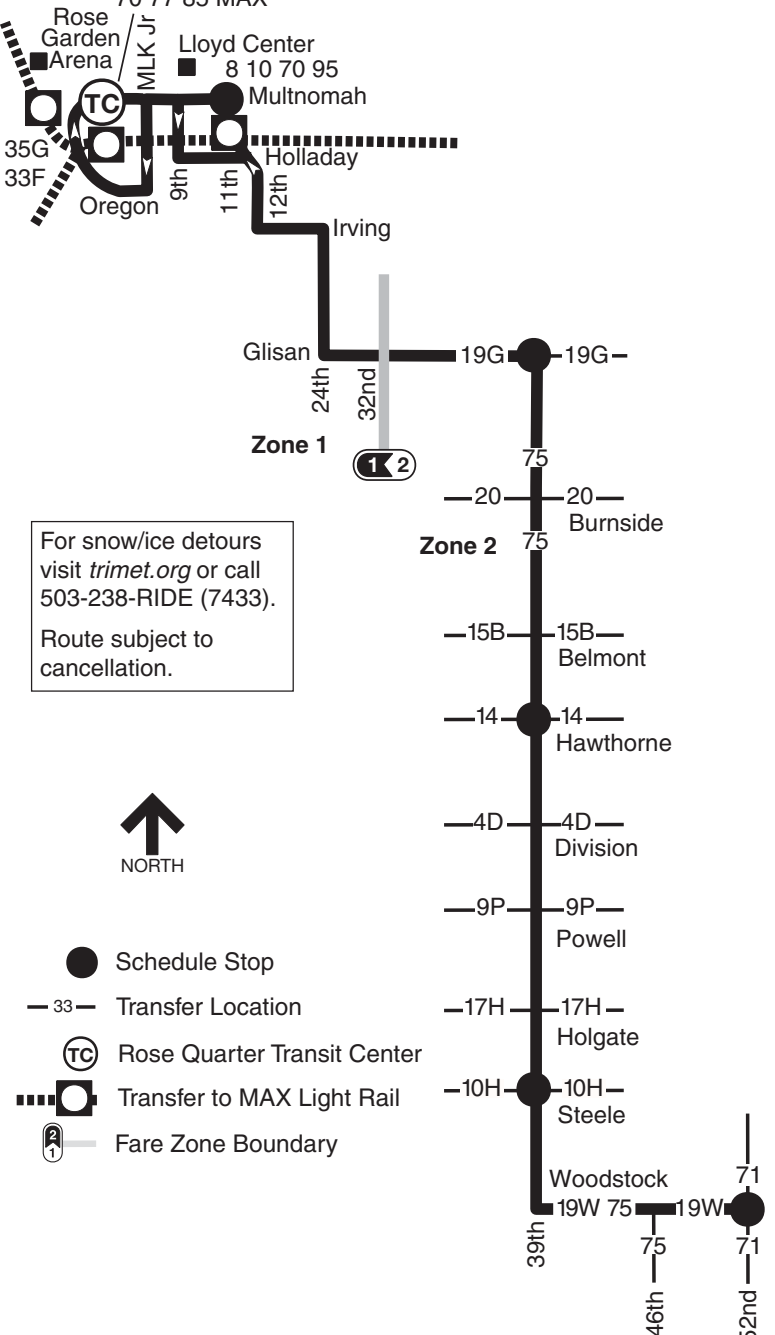 70 77 85 MAX
Rose
Garden
Arena
MLK Jr
Lloyd Center
8 10 70 95
TC
Multnomah
35G
33F
Holladay
Oregon
9th
11th
12th
Irving
Glisan
19G
19G
24th
32nd
Zone 1
1 2
75
20
20
Burnside
For snow/ice detours
visit trimet.org or call
503-238-RIDE (7433).
Route subject to
cancellation.
Zone 2
75
15B
15B
Belmont
14
14
Hawthorne
4D
4D
Division
NORTH
9P
9P
Powell
Schedule Stop
33
Transfer Location
17H
17H
Holgate
TC
Rose Quarter Transit Center
Transfer to MAX Light Rail
10H
10H
Steele
2
1
Fare Zone Boundary
Woodstock
71
19W 75
19W
39th
75
71
46th
52nd